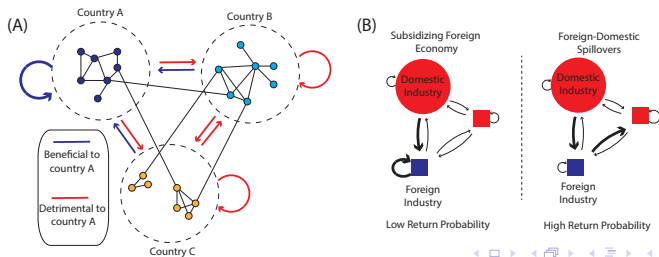 (A)
Country A
Country B
Beneficial to
country A
Detrimental to
country A
Country C
(B)
Subsidizing Foreign
Economy
Domestic
Industry
Foreign
Industry
Low Return Probability
Foreign-Domestic
Spillovers
Domestic
Industry
Foreign
Industry
High Return Probability